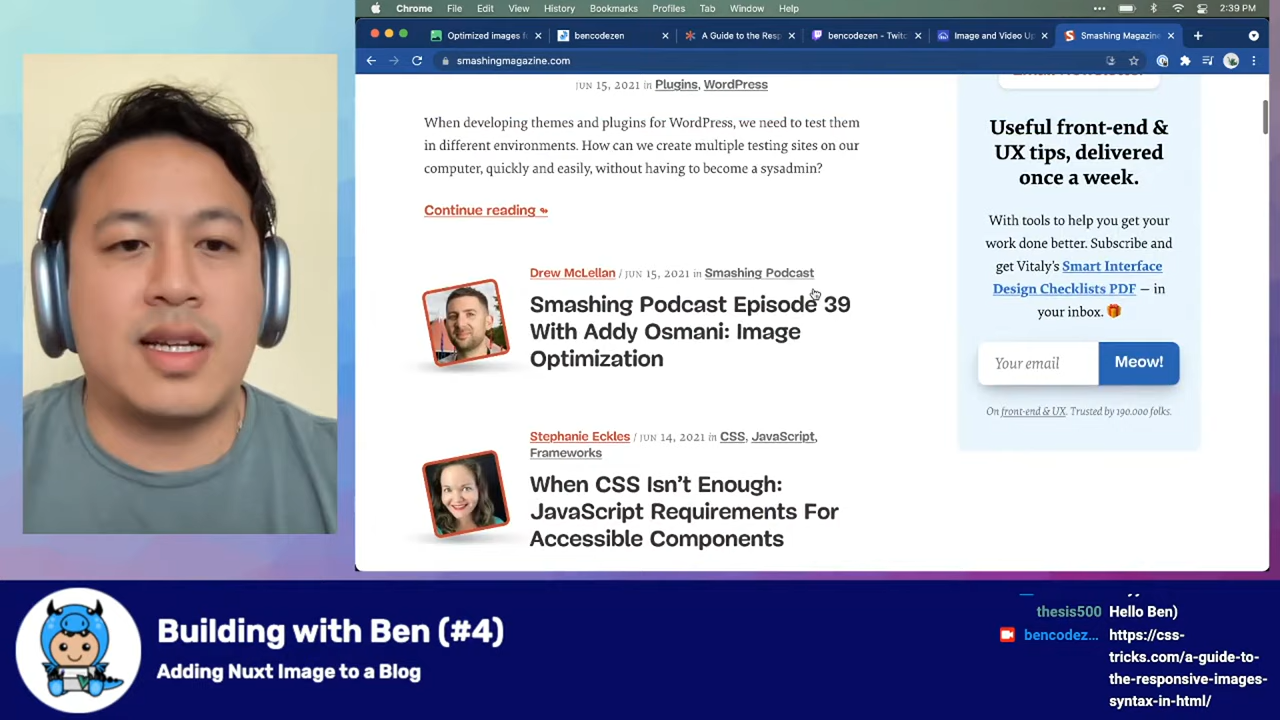 Chrome File Edit View History Bookmarks Profiles Tab Window Help 2:39 PM
Optimized images f bencodezen A Guide to the Resp bencodezen - Twitc Image and Video Up Smashing Magazine
smashingmagazine.com
JUN 15, 2021 in Plugins, WordPress
When developing themes and plugins for WordPress, we need to test them
in different environments. How can we create multiple testing sites on our
computer, quickly and easily, without having to become a sysadmin?
Continue reading
Drew McLellan / JUN 15, 2021 in Smashing Podcast
Smashing Podcast Episode 39
With Addy Osmani: Image
Optimization
Stephanie Eckles / JUN 14, 2021 in CSS, JavaScript,
Frameworks
When CSS Isn't Enough:
JavaScript Requirements For
Accessible Components
Useful front-end &
UX tips, delivered
once a week.
With tools to help you get your
work done better. Subscribe and
get Vitaly's Smart Interface
Design Checklists PDF — in
your inbox. 🎁
Your email Meow!
On front-end & UX. Trusted by 190.000 folks.
Building with Ben (#4)
Adding Nuxt Image to a Blog
thesis500 Hello Ben)
bencodez... https://css-
tricks.com/a-guide-to-
the-responsive-images-
syntax-in-html/